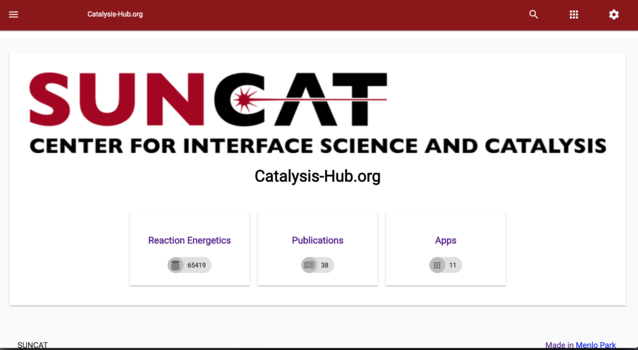 Catalysis-Hub.org
SUNCAT
CENTER FOR INTERFACE SCIENCE AND CATALYSIS
Catalysis-Hub.org
Reaction Energetics
65419
Publications
38
Apps
11
SUNCAT
Made in Menlo Park